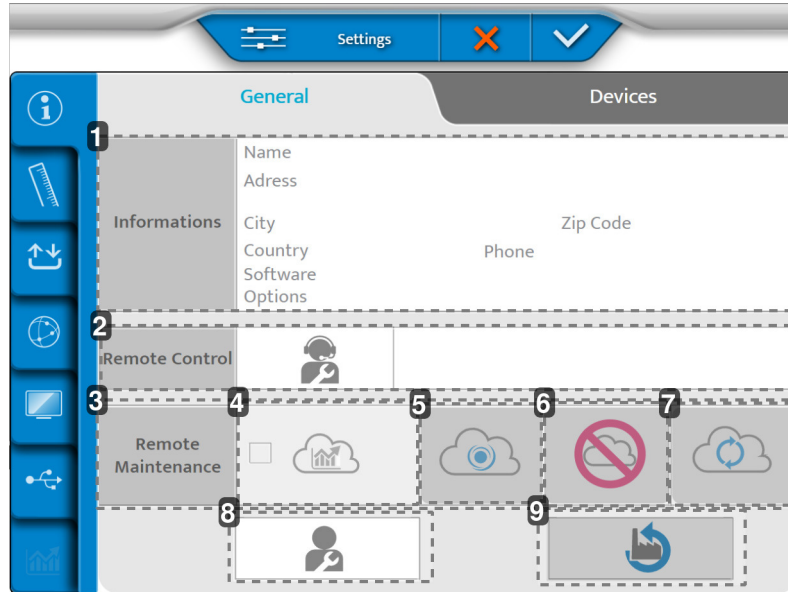 Settings
General Devices
1
Name
Adress
Informations City Zip Code
Country Phone
Software
Options
2
Remote Control
3 4 5 6 7
Remote
Maintenance
8 9